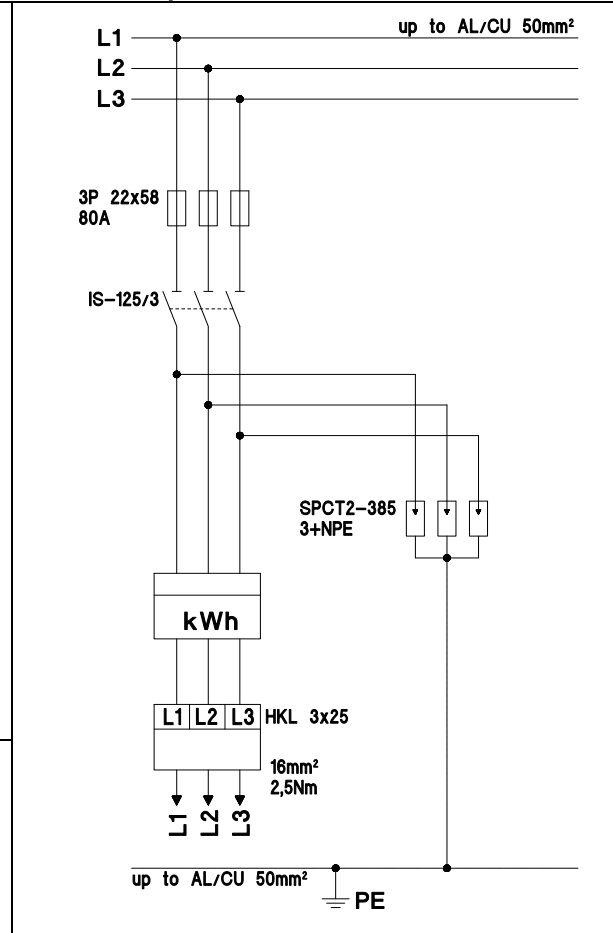 up to AL/CU 50mm²
L1
L2
L3
3P 22x58
80A
IS-125/3
SPCT2-385
3+NPE
kWh
L1 L2 L3 HKL 3x25
16mm²
2,5Nm
L1 L2 L3
up to AL/CU 50mm²
PE